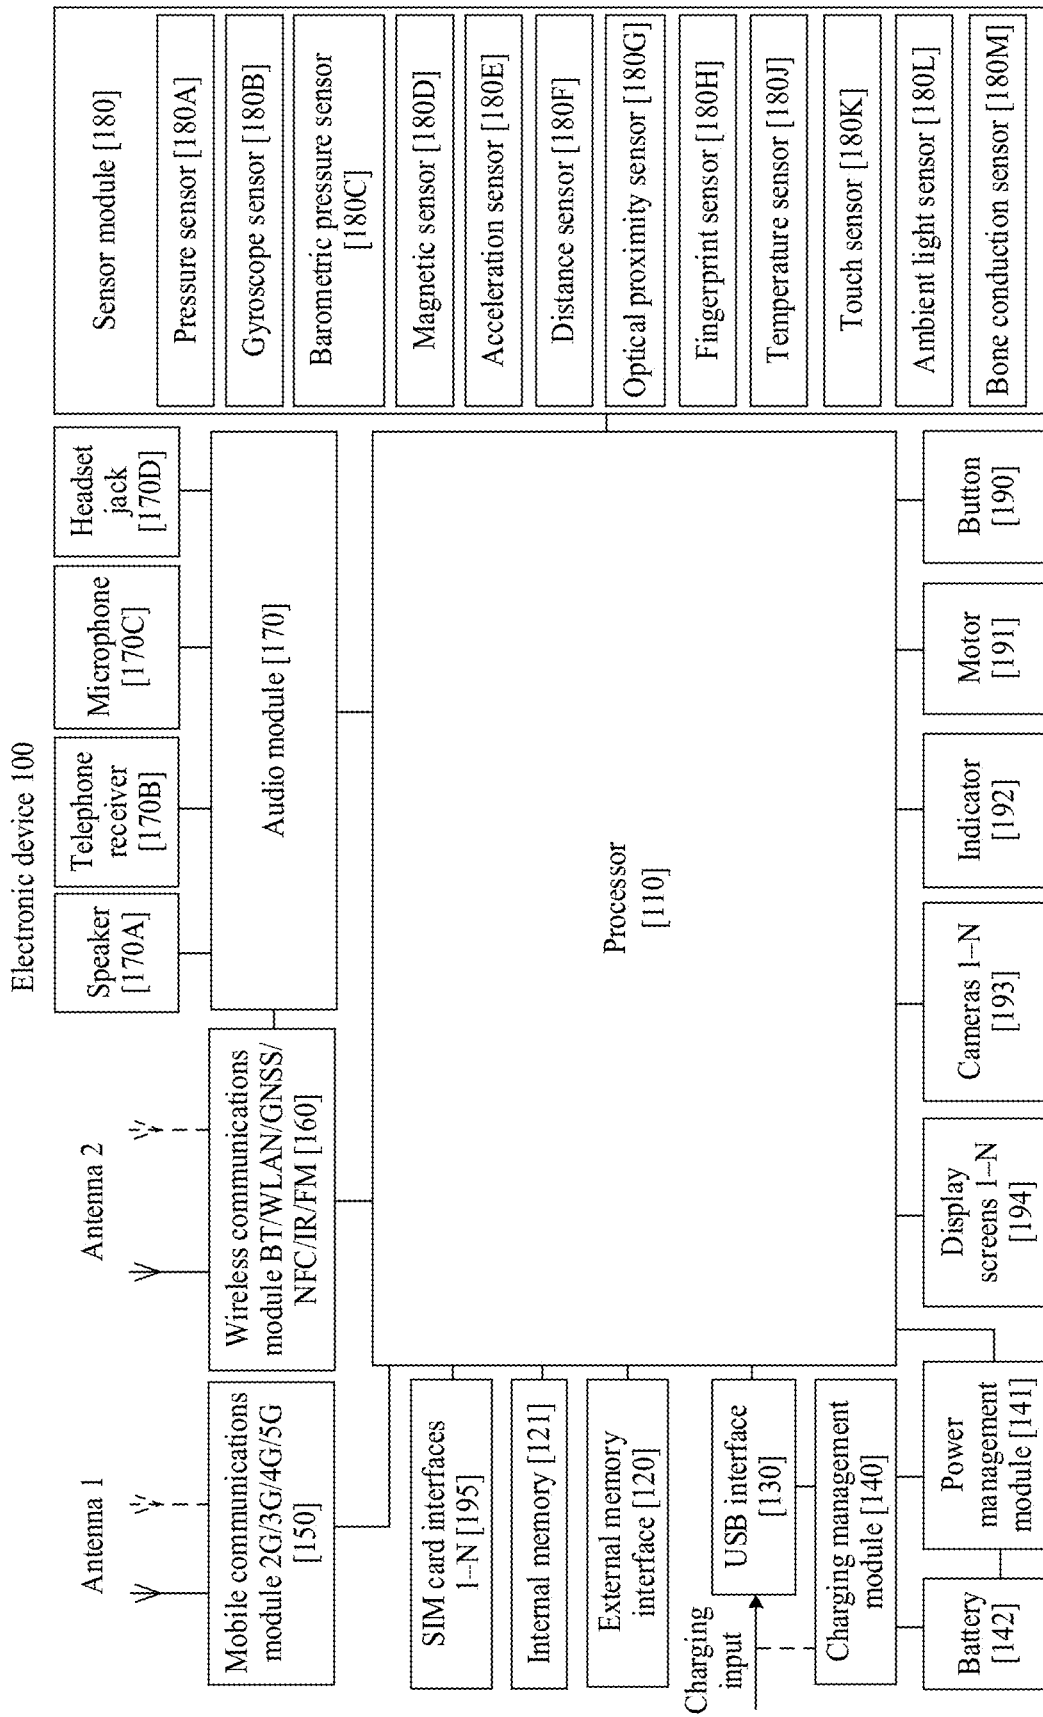 Electronic device 100
Antenna 1
Antenna 2
Mobile communications
module 2G/3G/4G/5G
[150]
Wireless communications
module BT/WLAN/GNSS/
NFC/IR/FM [160]
Speaker
[170A]
Telephone
receiver
[170B]
Microphone
[170C]
Headset
jack
[170D]
Audio module [170]
Sensor module [180]
Pressure sensor [180A]
Gyroscope sensor [180B]
Barometric pressure sensor
[180C]
Magnetic sensor [180D]
Acceleration sensor [180E]
Distance sensor [180F]
Optical proximity sensor [180G]
Fingerprint sensor [180H]
Temperature sensor [180J]
Touch sensor [180K]
Ambient light sensor [180L]
Bone conduction sensor [180M]
SIM card interfaces
1–N [195]
Internal memory [121]
External memory
interface [120]
Charging
input
USB interface
[130]
Charging management
module [140]
Battery
[142]
Power
management
module [141]
Processor
[110]
Display
screens 1–N
[194]
Cameras 1–N
[193]
Indicator
[192]
Motor
[191]
Button
[190]